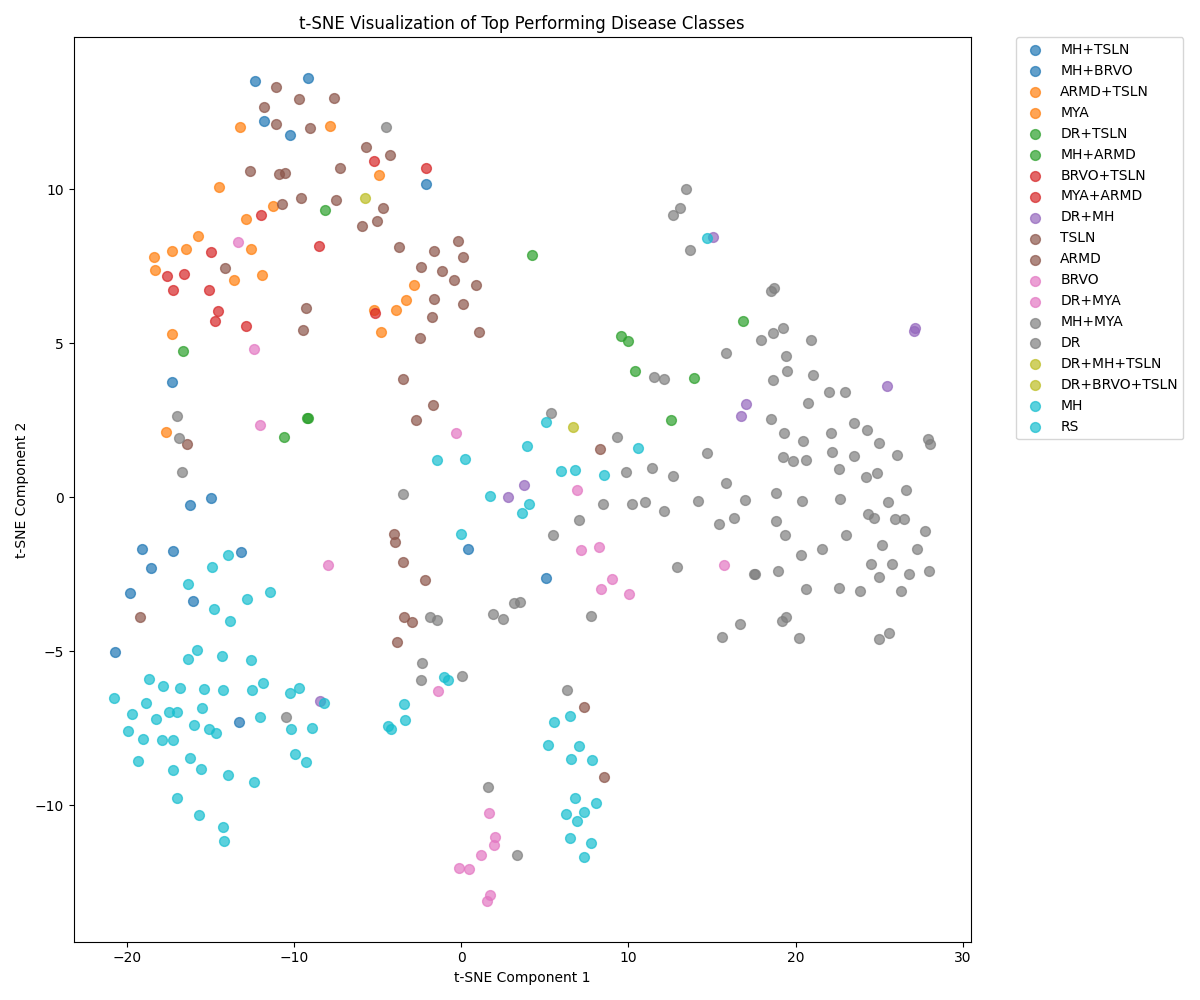 t-SNE Visualization of Top Performing Disease Classes
MH+TSLN
MH+BRVO
ARMD+TSLN
MYA
DR+TSLN
MH+ARMD
BRVO+TSLN
MYA+ARMD
DR+MH
TSLN
ARMD
BRVO
DR+MYA
MH+MYA
DR
DR+MH+TSLN
DR+BRVO+TSLN
MH
RS
t-SNE Component 2
10
5
0
−5
−10
−20
−10
0
10
20
30
t-SNE Component 1